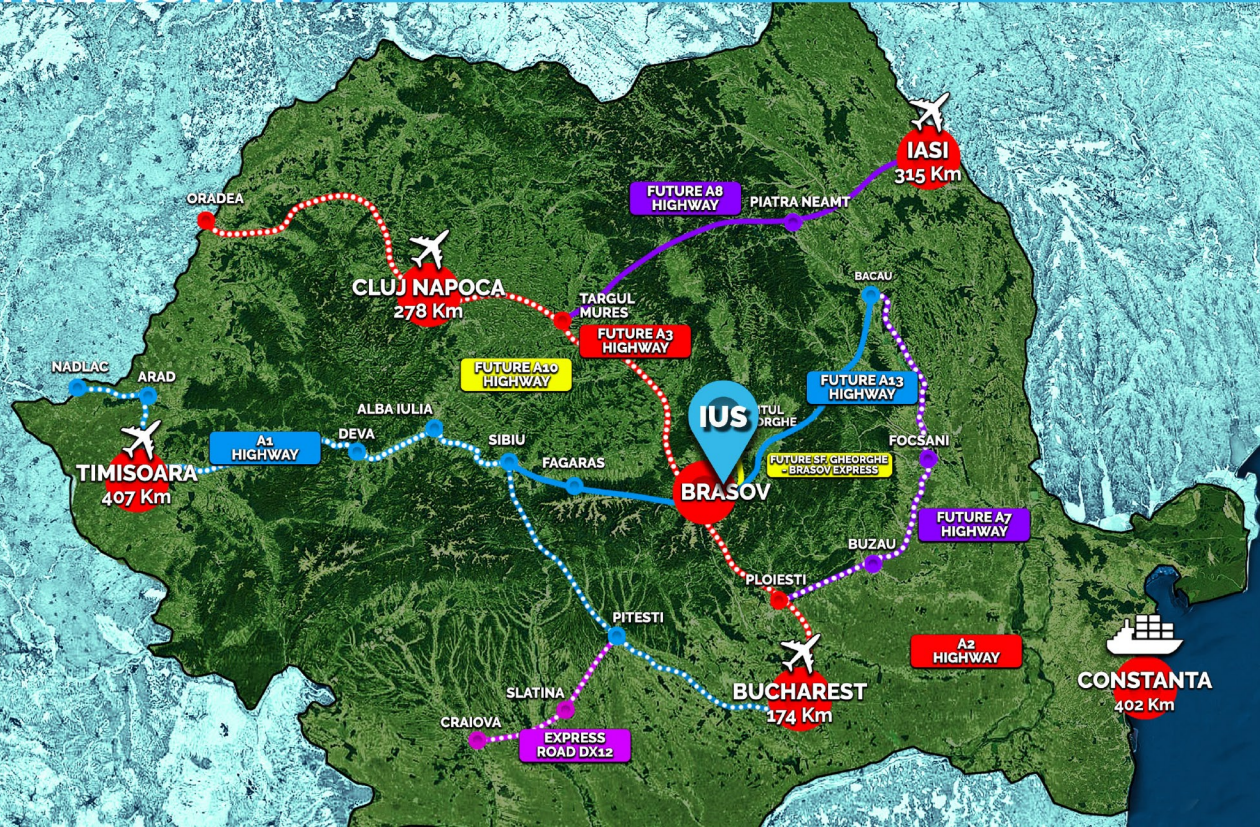 IASI
315 Km
ORADEA
FUTURE A8
HIGHWAY
PIATRA NEAMT
CLUJ NAPOCA
278 Km
BACAU
TARGUL
MURES
FUTURE A3
HIGHWAY
FUTURE A10
HIGHWAY
NADLAC
ARAD
FUTURE A13
HIGHWAY
ALBA IULIA
IUS
DEVA
A1
HIGHWAY
SIBIU
FOCSANI
FAGARAS
FUTURE SF GHEORGHE
- BRASOV EXPRESS
TIMISOARA
407 Km
BRASOV
FUTURE A7
HIGHWAY
BUZAU
PLOIESTI
PITESTI
A2
HIGHWAY
CONSTANTA
402 Km
BUCHAREST
174 Km
SLATINA
CRAIOVA
EXPRESS
ROAD DX12